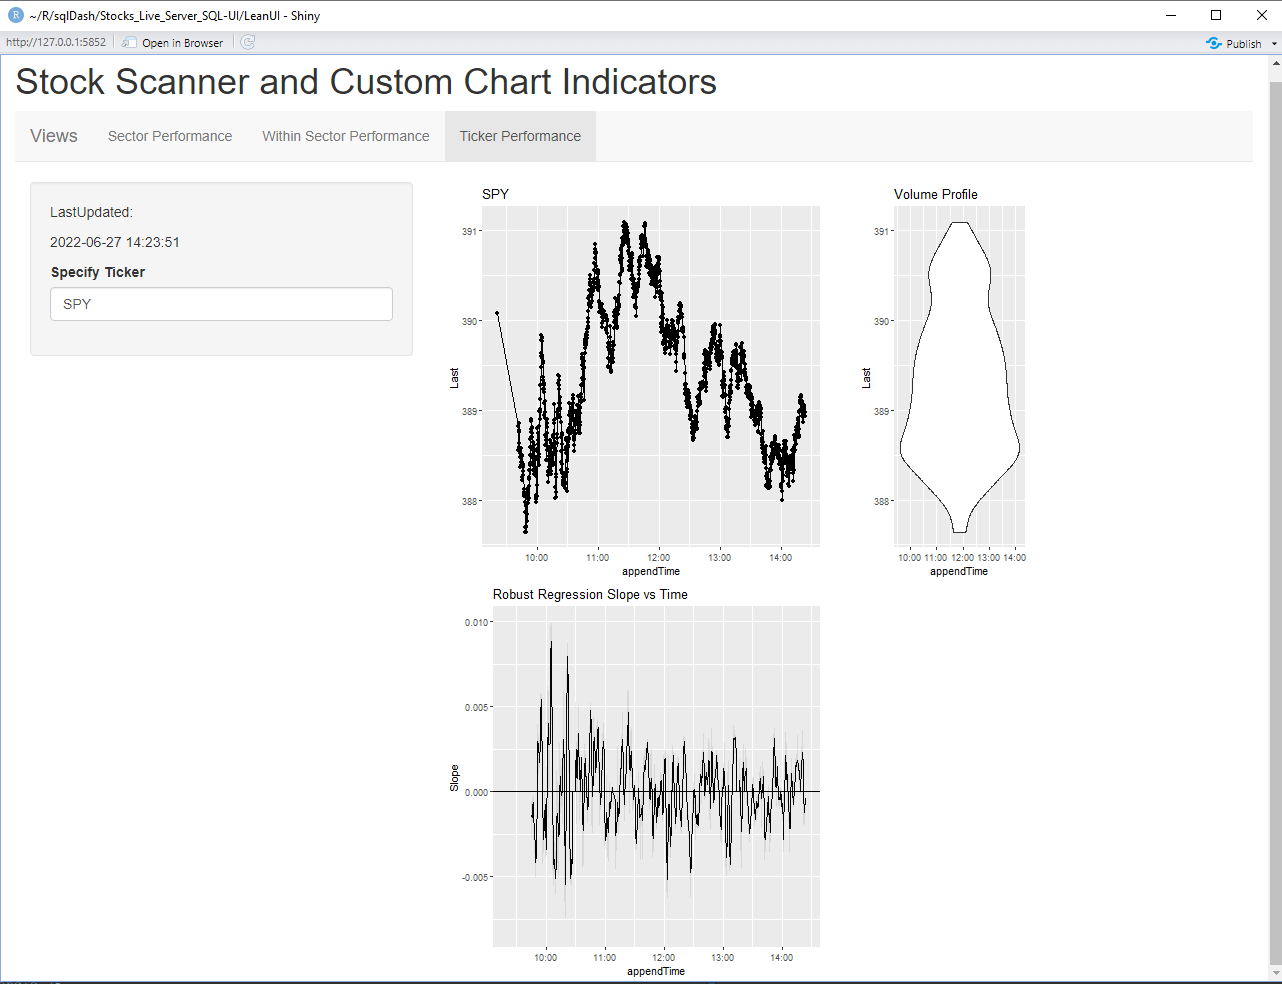 ~/R/sqlDash/Stocks_Live_Server_SQL-UI/LeanUI - Shiny
http://127.0.0.1:5852 Open in Browser Publish
Stock Scanner and Custom Chart Indicators
Views Sector Performance Within Sector Performance Ticker Performance
LastUpdated:
2022-06-27 14:23:51
Specify Ticker
SPY
SPY
391
390
389
388
Last
10:00 11:00 12:00 13:00 14:00
appendTime
Volume Profile
391
390
389
388
Last
10:00 11:00 12:00 13:00 14:00
appendTime
Robust Regression Slope vs Time
0.010
0.005
0.000
-0.005
Slope
10:00 11:00 12:00 13:00 14:00
appendTime